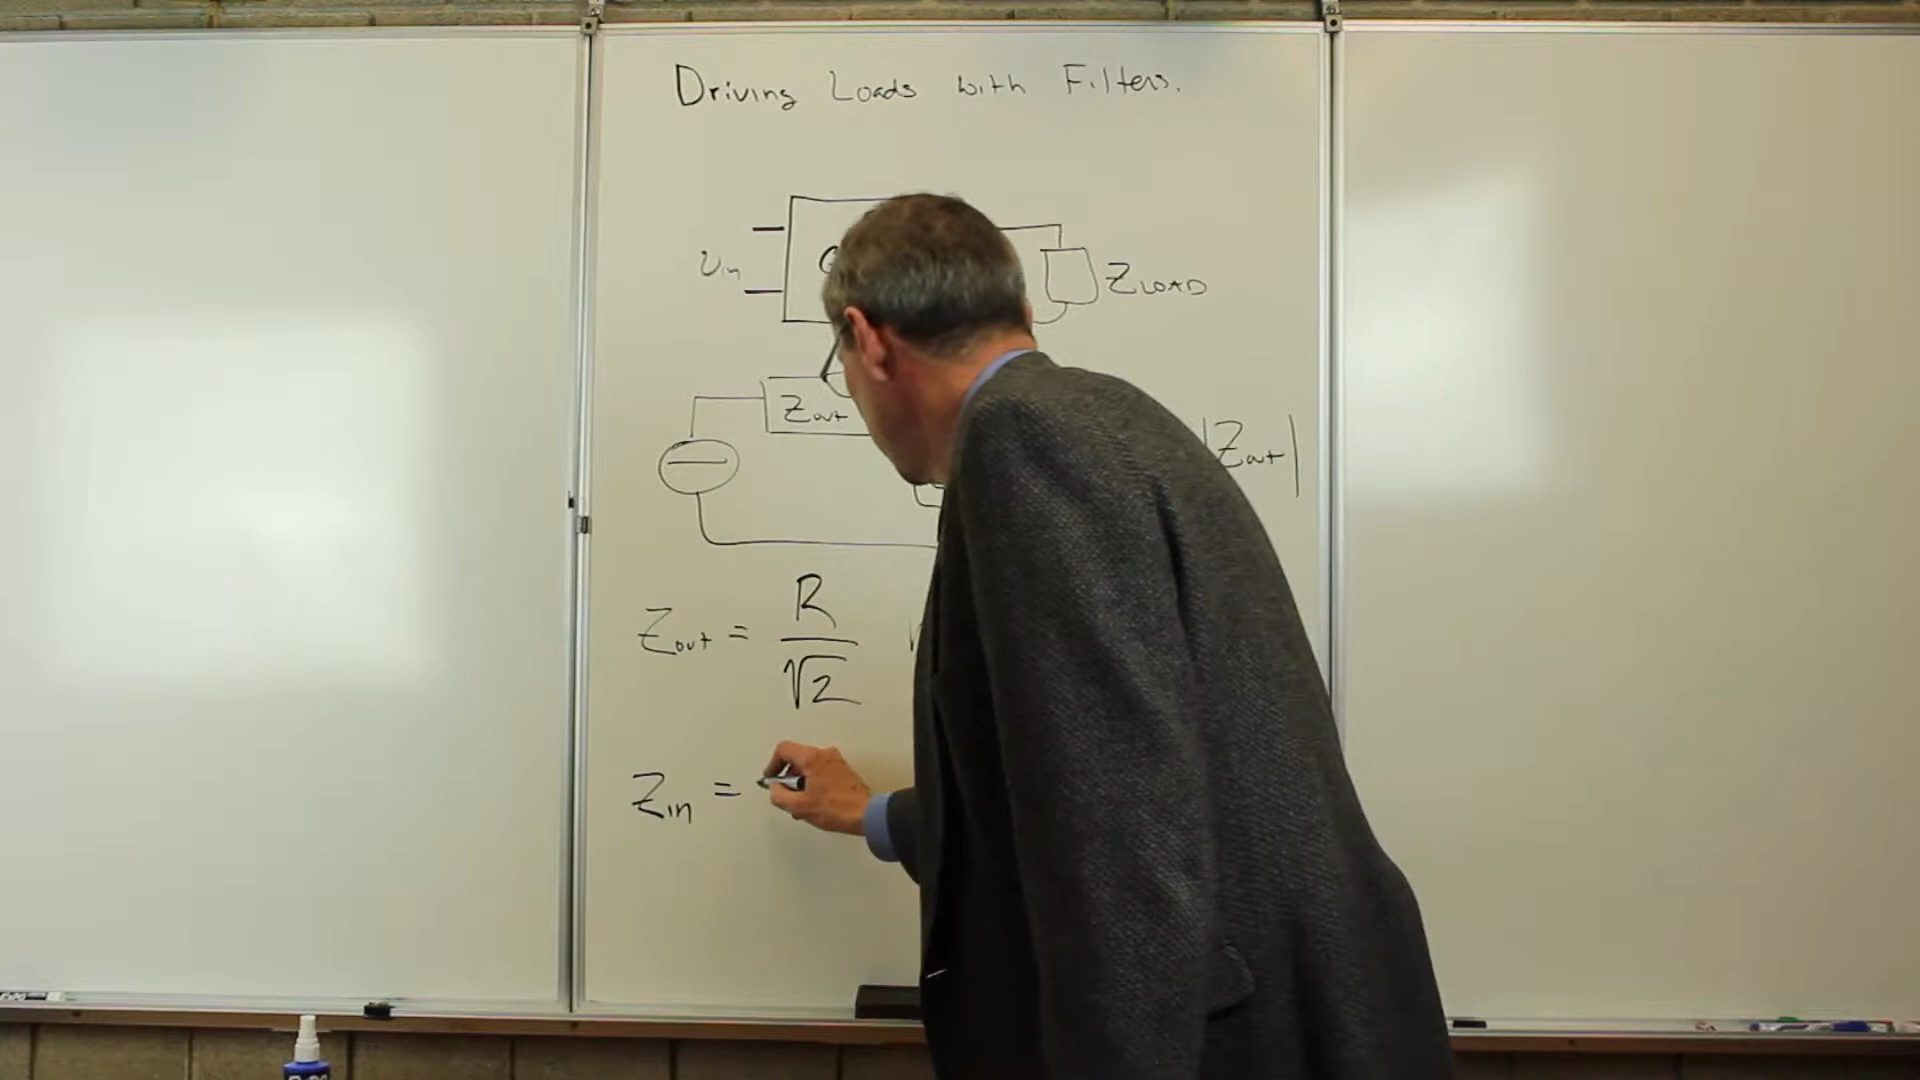 Driving Loads with Filters.
Vin
ZLOAD
Zout
|Zout|
Zout = R/√2
Zin =